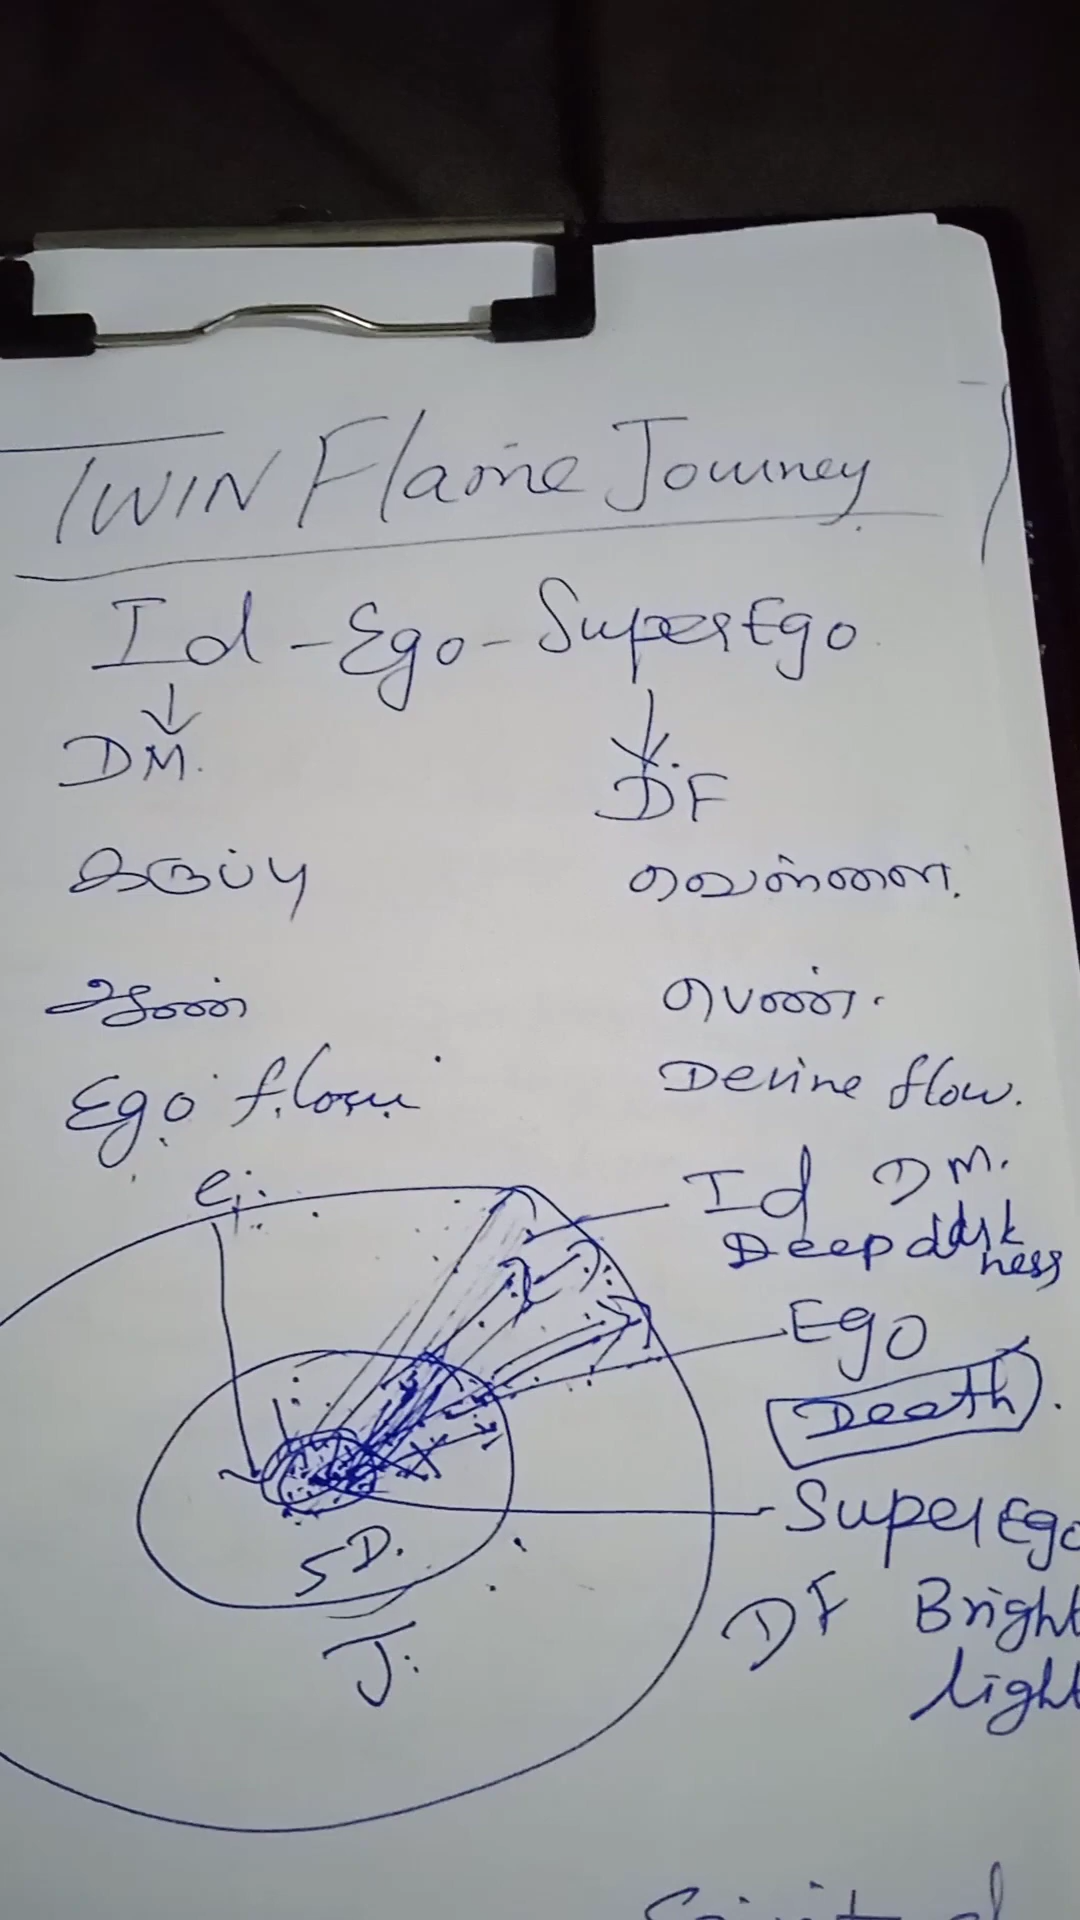 TWIN Flame Journey
Id - Ego - SuperEgo
DM. DF
கருப்பு வெள்ளை.
ஆண் பெண்.
Ego flow Devine flow.
e,:
Id DM.
Deep darkness
Ego
Death.
SuperEgo
5D.
DF Bright
J:
light